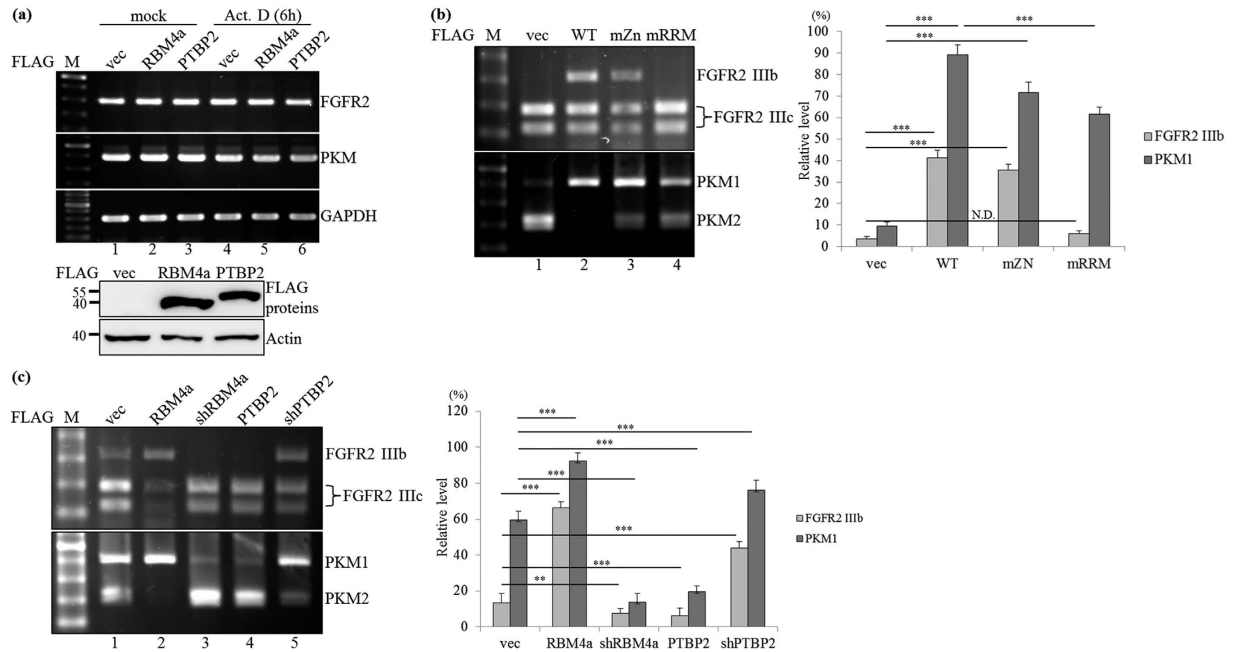 (a)
mock
Act. D (6h)
FLAG M vec RBM4a PTBP2 vec RBM4a PTBP2
FGFR2
PKM
GAPDH
1 2 3 4 5 6
FLAG vec RBM4a PTBP2
55
40
FLAG
proteins
40
Actin
(b)
FLAG M vec WT mZn mRRM
FGFR2 IIIb
FGFR2 IIIc
PKM1
PKM2
1 2 3 4
(%)
100
90
80
70
60
50
40
30
20
10
0
Relative level
***
***
***
***
***
N.D.
vec WT mZN mRRM
FGFR2 IIIb
PKM1
(c)
FLAG M vec RBM4a shRBM4a PTBP2 shPTBP2
FGFR2 IIIb
FGFR2 IIIc
PKM1
PKM2
1 2 3 4 5
(%)
120
100
80
60
40
20
0
Relative level
***
***
***
***
***
***
***
**
vec RBM4a shRBM4a PTBP2 shPTBP2
FGFR2 IIIb
PKM1